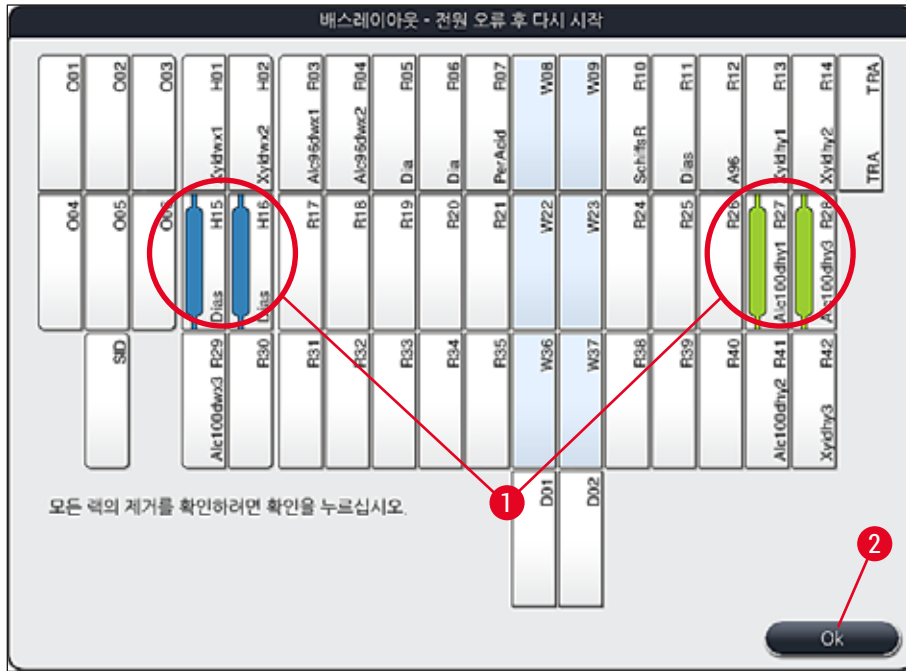 배스레이아웃 - 전원 오류 후 다시 시작
O01
O02
O03
H01 Xyldwx1
H02 Xyldwx2
R03 Alc96dwx1
R04 Alc96dwx2
R05 Dia
R06 Dia
R07 PerAcid
W08
W09
R10 SchiffsR
R11 Dias
R12 A96
R13 Xyldhy1
R14 Xyldhy2
TRA TRA
O04
O05
O06
H15 Dias
H16 Dias
R17
R18
R19
R20
R21
W22
W23
R24
R25
R26
R27 Alc100dhy1
R28 Alc100dhy3
SID
R29 Alc100dwx3
R30
R31
R32
R33
R34
R35
W36
W37
R38
R39
R40
R41 Alc100dhy2
R42 Xyldhy3
모든 랙의 제거를 확인하려면 확인을 누르십시오.
1
D01
D02
2
Ok